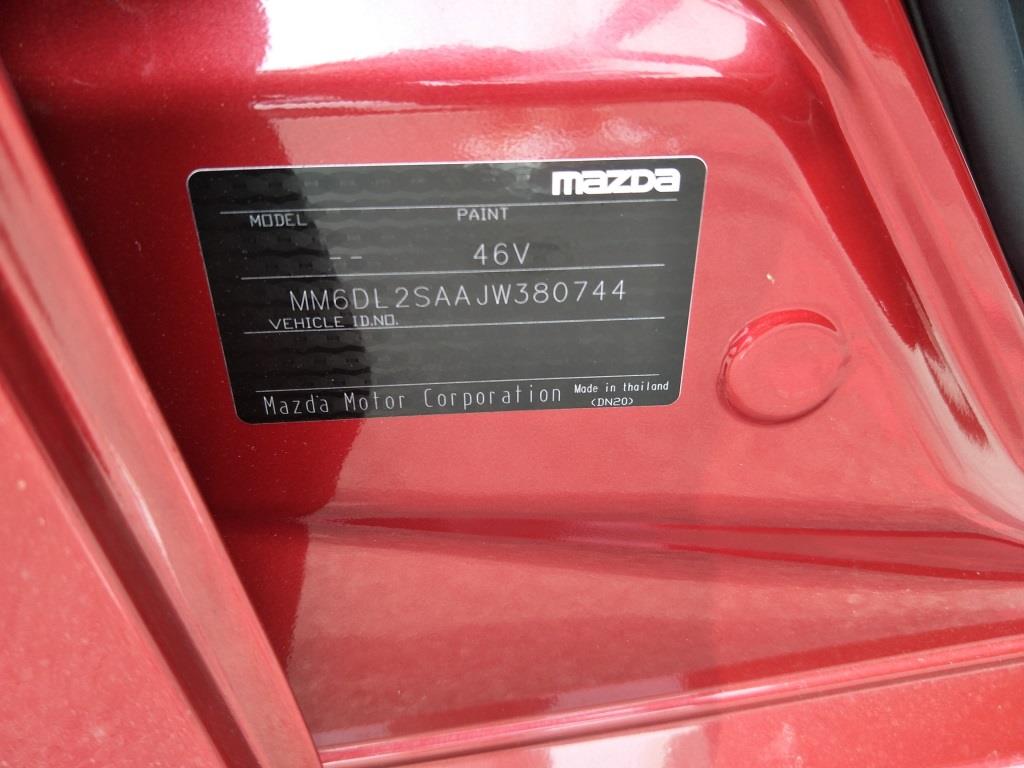 mazda
MODEL PAINT
-- 46V
MM6DL2SAAJW380744
VEHICLE ID.NO.
Mazda Motor Corporation Made in thailand
(DN20)